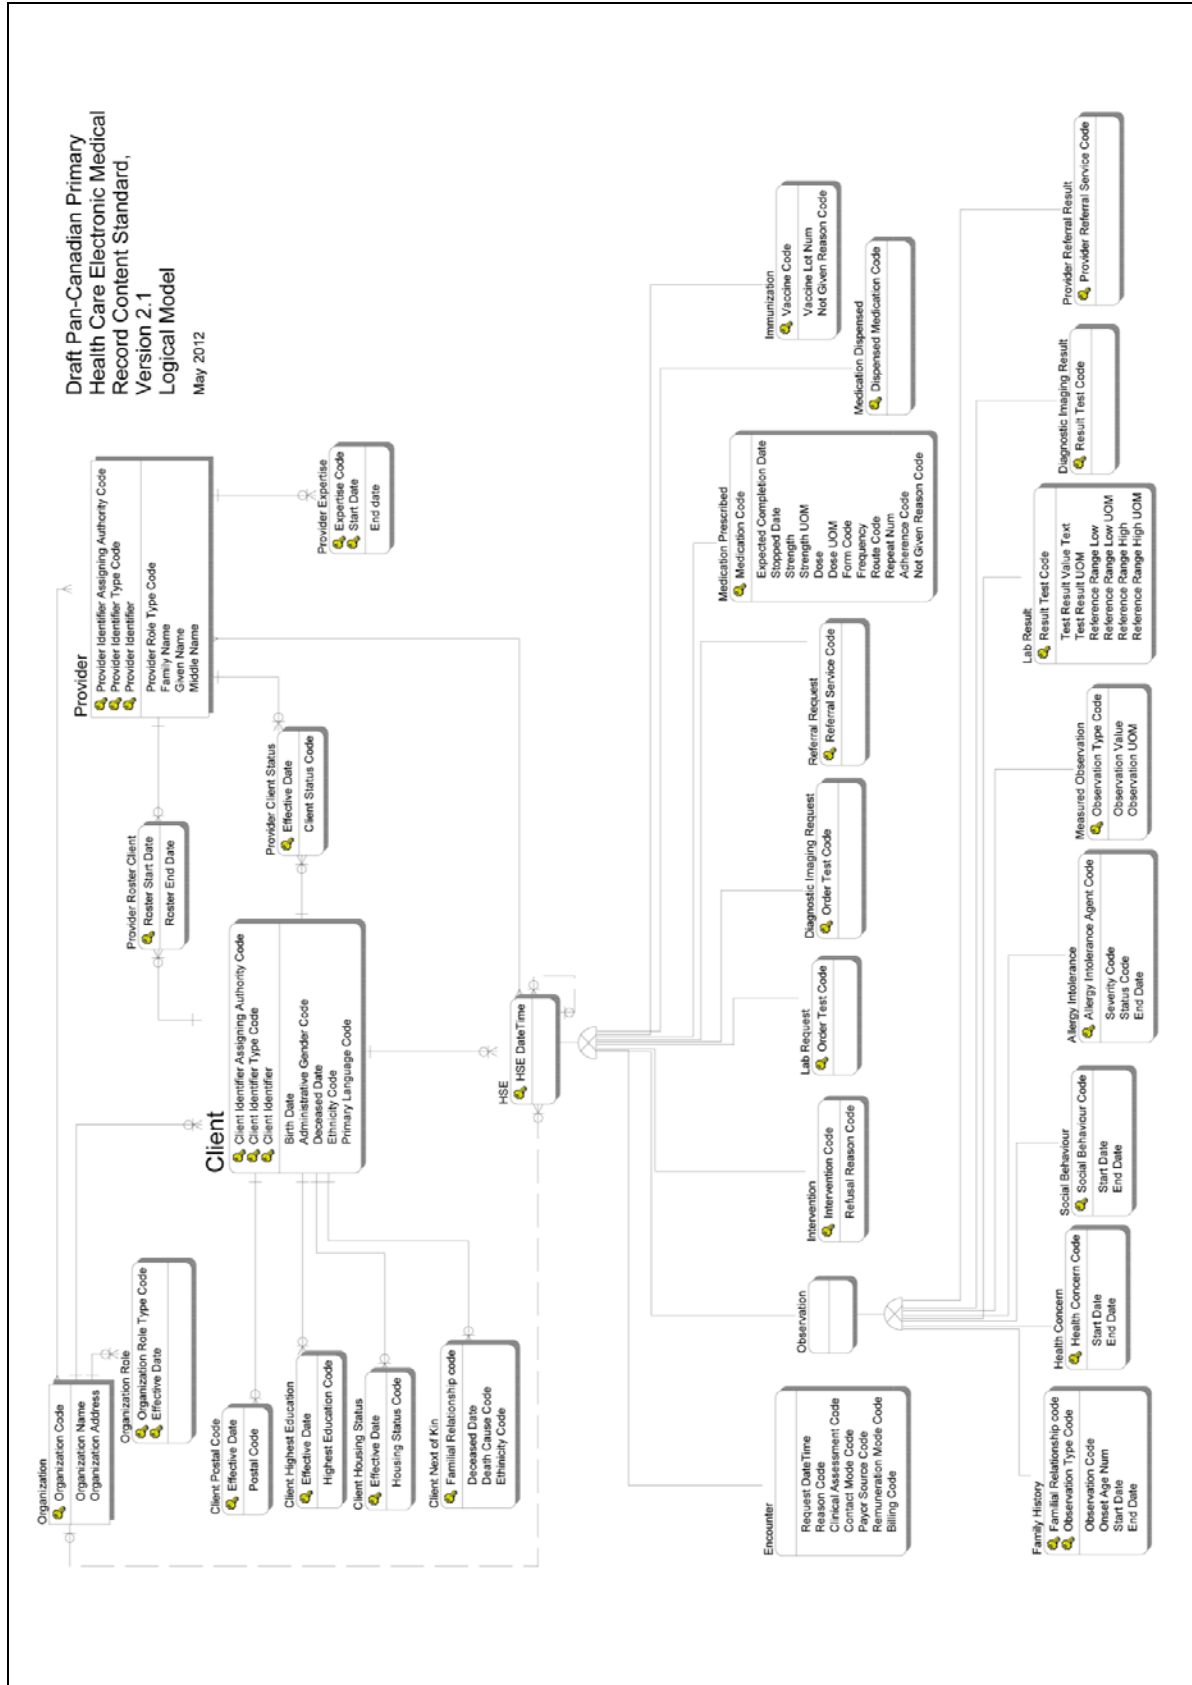 Draft Pan-Canadian Primary
Health Care Electronic Medical
Record Content Standard,
Version 2.1
Logical Model
May 2012
Organization
Organization Code
Organization Name
Organization Address
Organization Role
Organization Role Type Code
Effective Date
Provider
Provider Identifier Assigning Authority Code
Provider Identifier Type Code
Provider Identifier
Provider Role Type Code
Family Name
Given Name
Middle Name
Provider Expertise
Expertise Code
Start Date
End date
Provider Roster Client
Roster Start Date
Roster End Date
Provider Client Status
Effective Date
Client Status Code
Client
Client Identifier Assigning Authority Code
Client Identifier Type Code
Client Identifier
Birth Date
Administrative Gender Code
Deceased Date
Ethnicity Code
Primary Language Code
Client Postal Code
Effective Date
Postal Code
Client Highest Education
Effective Date
Highest Education Code
Client Housing Status
Effective Date
Housing Status Code
Client Next of Kin
Familial Relationship code
Deceased Date
Death Cause Code
Ethinicity Code
HSE
HSE DateTime
Encounter
Request DateTime
Reason Code
Clinical Assessment Code
Contact Mode Code
Payor Source Code
Remuneration Mode Code
Billing Code
Observation
Intervention
Intervention Code
Refusal Reason Code
Lab Request
Order Test Code
Diagnostic Imaging Request
Order Test Code
Referral Request
Referral Service Code
Medication Prescribed
Medication Code
Expected Completion Date
Stopped Date
Strength
Strength UOM
Dose
Dose UOM
Form Code
Frequency
Route Code
Repeat Num
Adherence Code
Not Given Reason Code
Medication Dispensed
Dispensed Medication Code
Immunization
Vaccine Code
Vaccine Lot Num
Not Given Reason Code
Family History
Familial Relationship code
Observation Type Code
Observation Code
Onset Age Num
Start Date
End Date
Health Concern
Health Concern Code
Start Date
End Date
Social Behaviour
Social Behaviour Code
Start Date
End Date
Allergy Intolerance
Allergy Intolerance Agent Code
Severity Code
Status Code
End Date
Measured Observation
Observation Type Code
Observation Value
Observation UOM
Lab Result
Result Test Code
Test Result Value Text
Test Result UOM
Reference Range Low
Reference Range Low UOM
Reference Range High
Reference Range High UOM
Diagnostic Imaging Result
Result Test Code
Provider Referral Result
Provider Referral Service Code